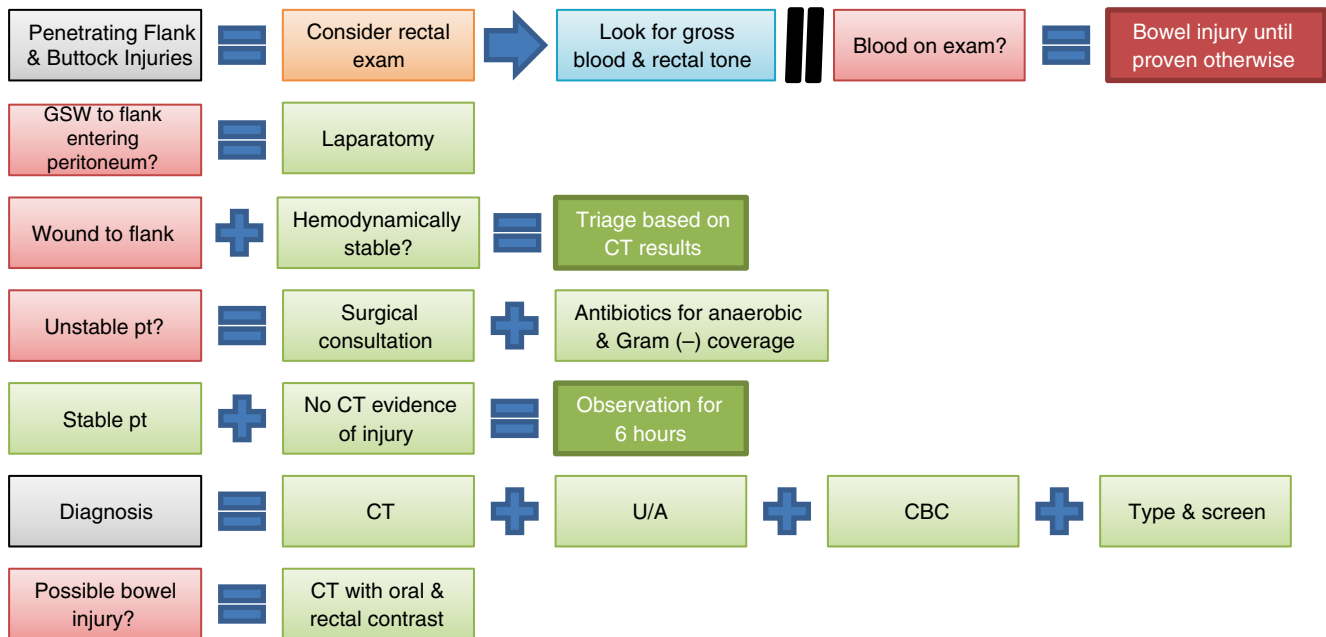 Penetrating Flank
& Buttock Injuries
Consider rectal
exam
Look for gross
blood & rectal tone
Blood on exam?
Bowel injury until
proven otherwise
GSW to flank
entering
peritoneum?
Laparatomy
Wound to flank
Hemodynamically
stable?
Triage based on
CT results
Unstable pt?
Surgical
consultation
Antibiotics for anaerobic
& Gram (–) coverage
Stable pt
No CT evidence
of injury
Observation for
6 hours
Diagnosis
CT
U/A
CBC
Type & screen
Possible bowel
injury?
CT with oral &
rectal contrast